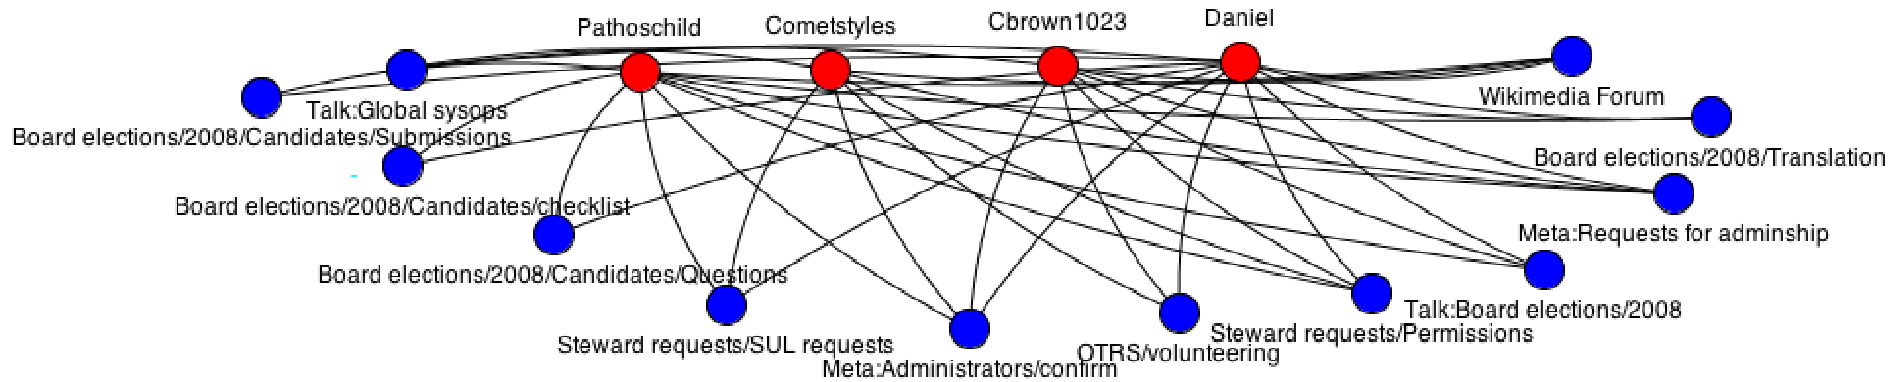 Pathoschild
Cometstyles
Cbrown1023
Daniel
Talk:Global sysops
Wikimedia Forum
Board elections/2008/Candidates/Submissions
Board elections/2008/Translation
Board elections/2008/Candidates/checklist
Meta:Requests for adminship
Board elections/2008/Candidates/Questions
Talk:Board elections/2008
Steward requests/Permissions
Steward requests/SUL requests
OTRS/volunteering
Meta:Administrators/confirm